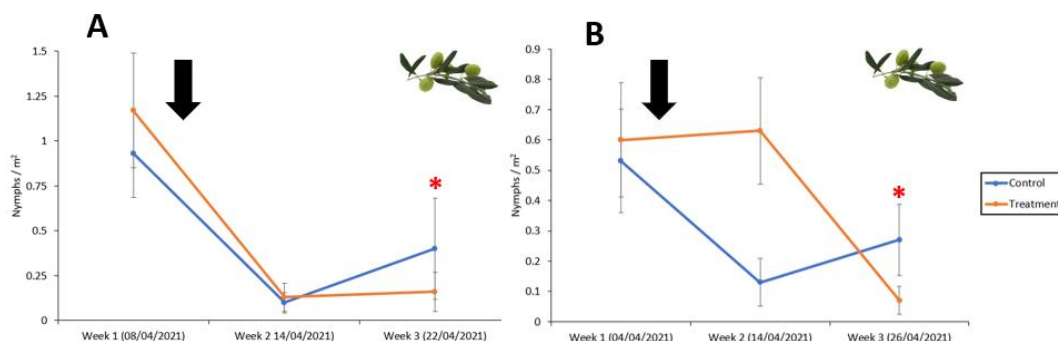 A
Nymphs / m²
1.5
1.25
1
0.75
0.5
0.25
0
*
Week 1 (08/04/2021)
Week 2 14/04/2021)
Week 3 (22/04/2021)
B
Nymphs / m²
0.9
0.8
0.7
0.6
0.5
0.4
0.3
0.2
0.1
0
*
Week 1 (04/04/2021)
Week 2 (14/04/2021)
Week 3 (26/04/2021)
Control
Treatment